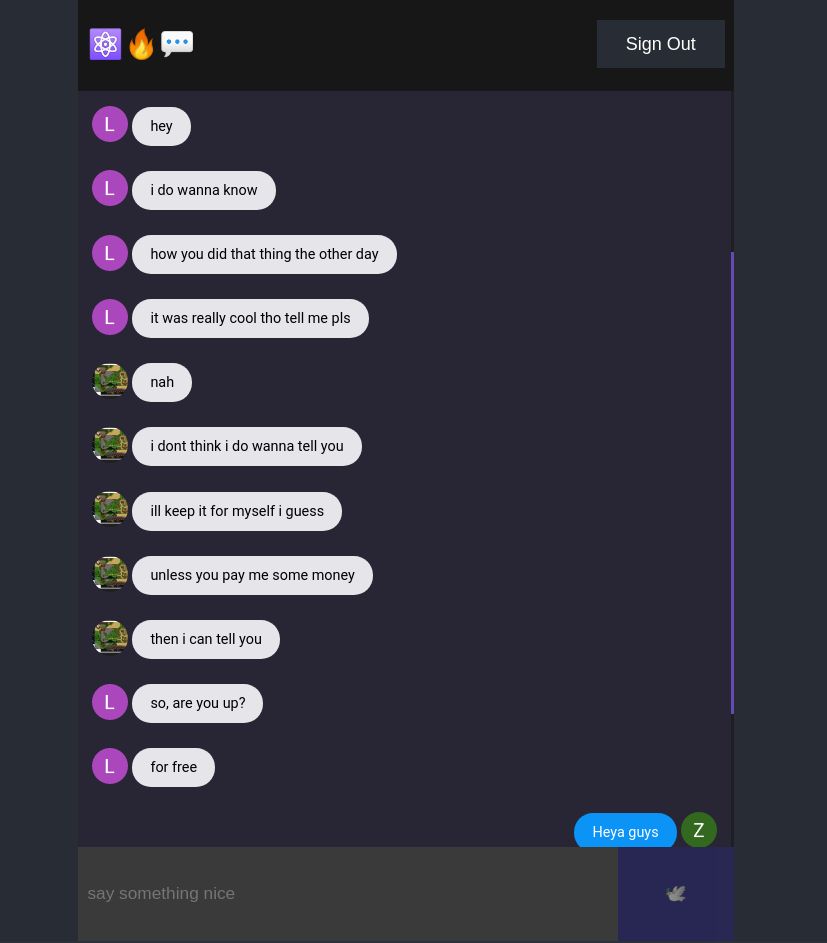 Sign Out
L
hey
L
i do wanna know
L
how you did that thing the other day
L
it was really cool tho tell me pls
nah
i dont think i do wanna tell you
ill keep it for myself i guess
unless you pay me some money
then i can tell you
L
so, are you up?
L
for free
Heya guys
Z
say something nice